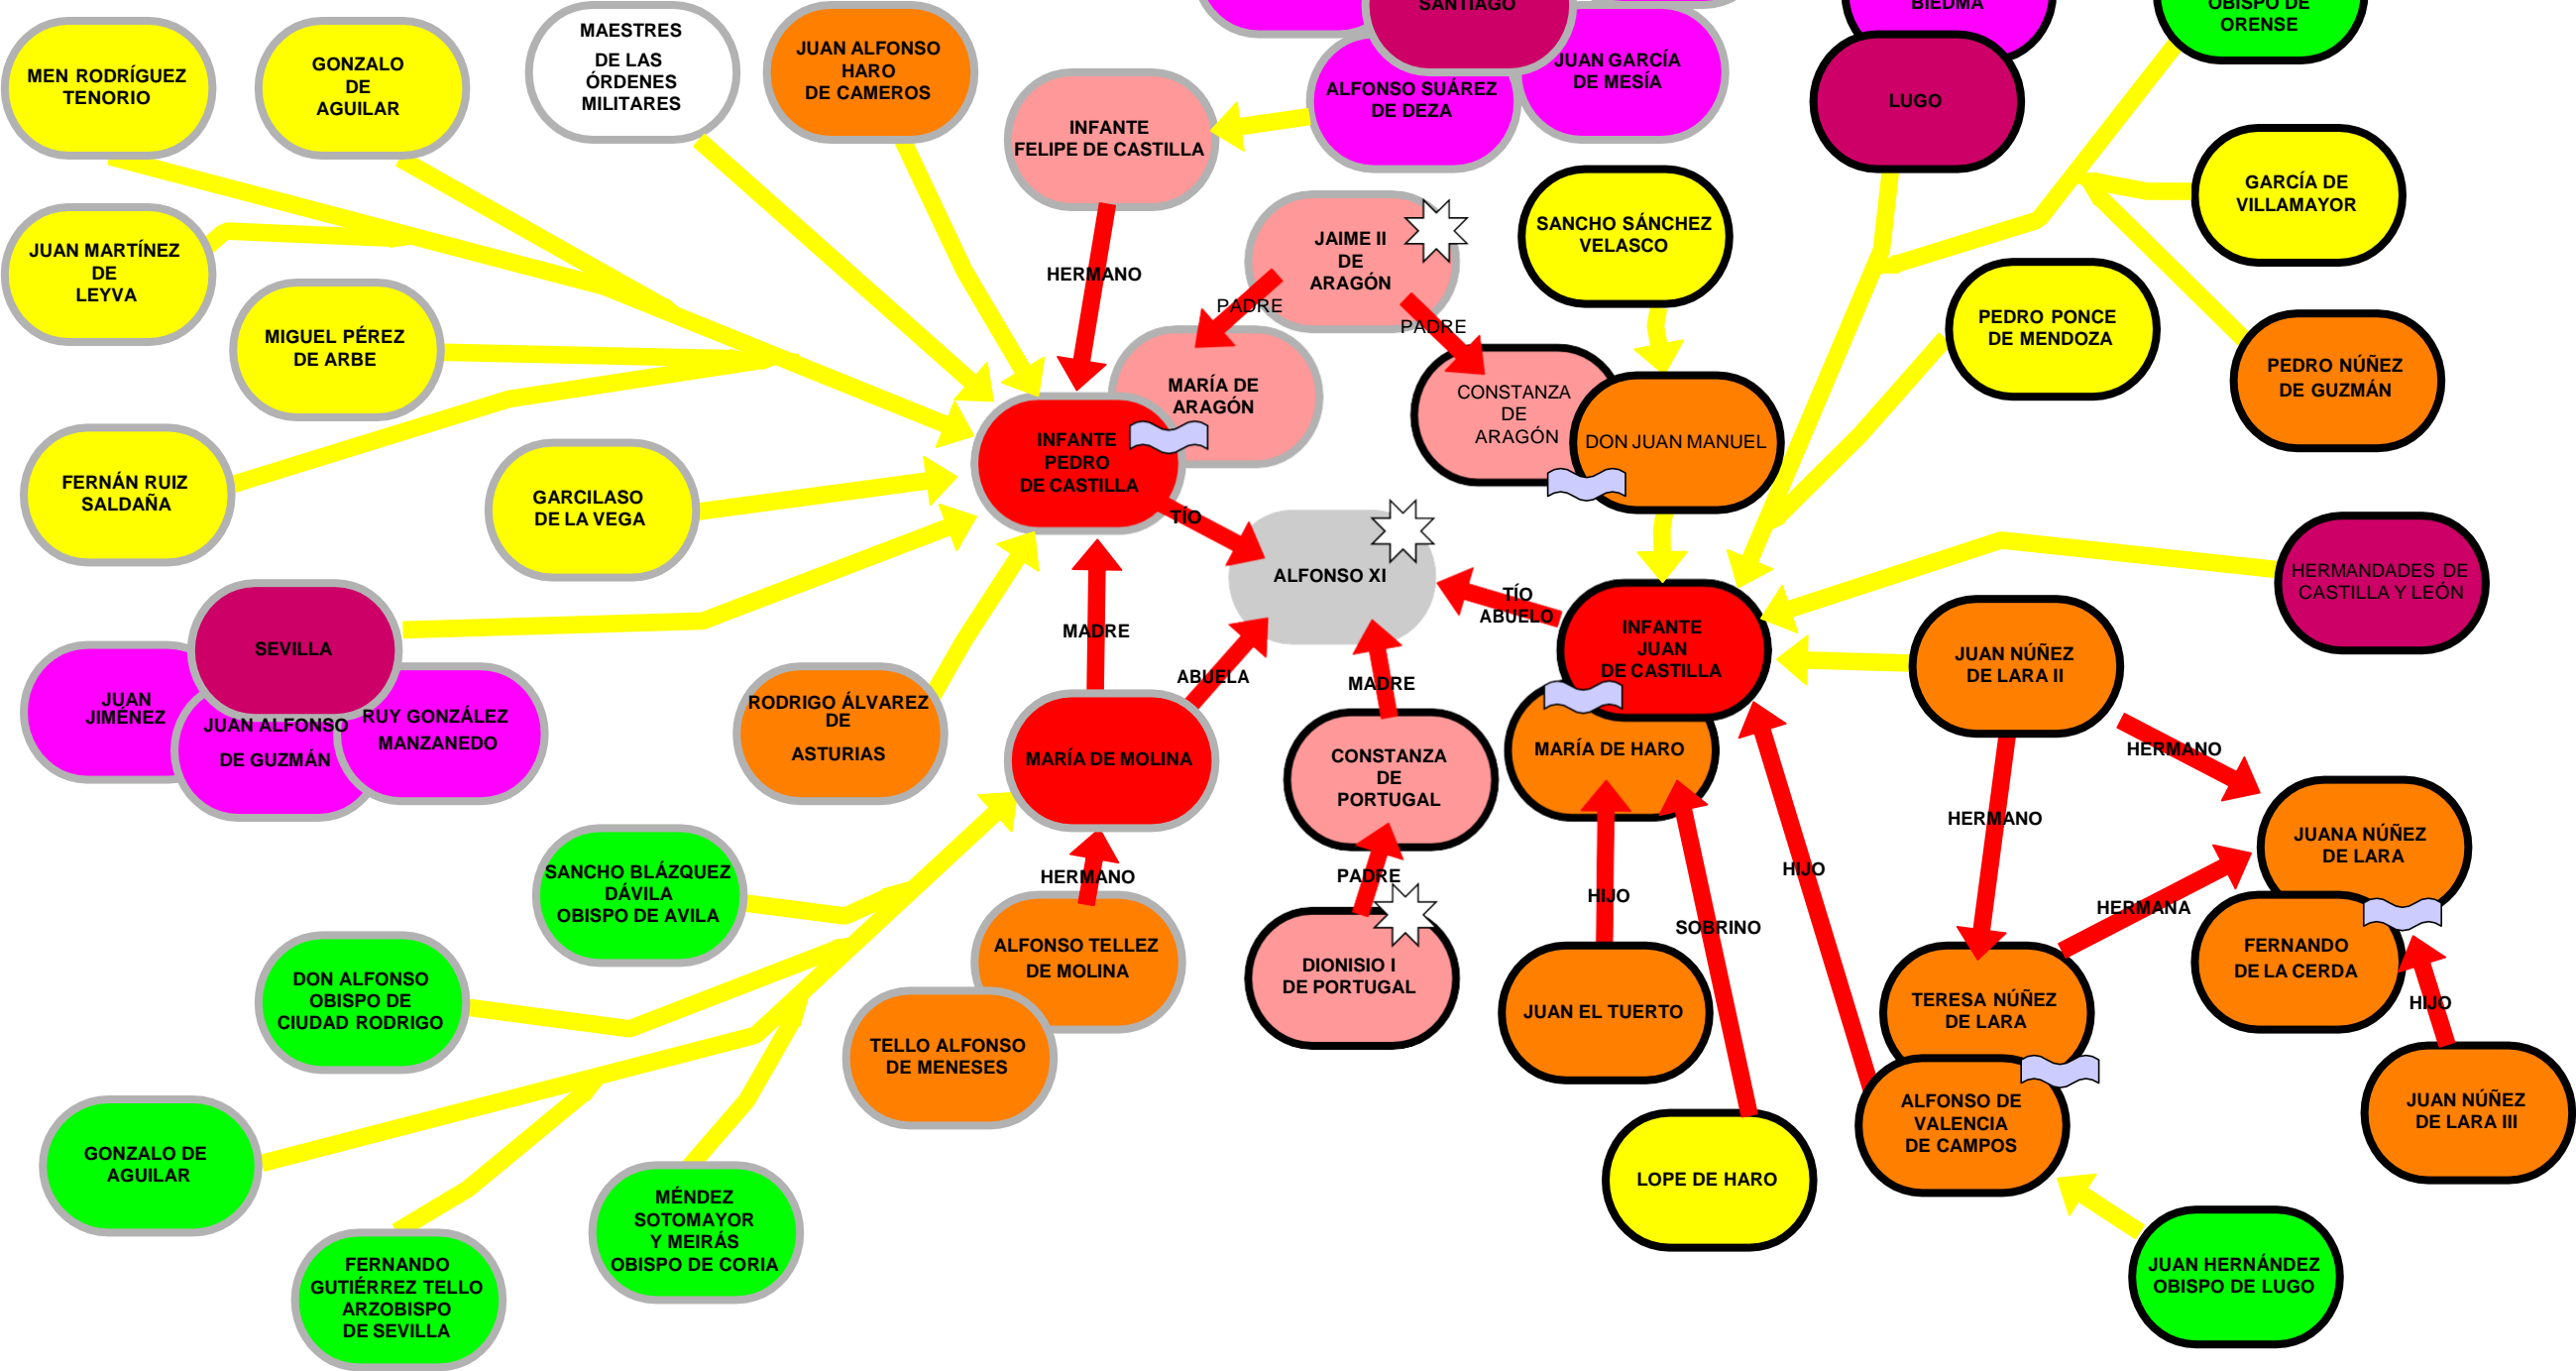 SANTIAGO
BIEDMA
OBISPO DE
ORENSE
MEN RODRÍGUEZ
TENORIO
GONZALO
DE
AGUILAR
MAESTRES
DE LAS
ÓRDENES
MILITARES
JUAN ALFONSO
HARO
DE CAMEROS
INFANTE
FELIPE DE CASTILLA
ALFONSO SUÁREZ
DE DEZA
JUAN GARCÍA
DE MESÍA
LUGO
GARCÍA DE
VILLAMAYOR
JUAN MARTÍNEZ
DE
LEYVA
HERMANO
JAIME II
DE
ARAGÓN
SANCHO SÁNCHEZ
VELASCO
PADRE
PADRE
PEDRO PONCE
DE MENDOZA
MIGUEL PÉREZ
DE ARBE
PEDRO NÚÑEZ
DE GUZMÁN
MARÍA DE
ARAGÓN
CONSTANZA
DE
ARAGÓN
DON JUAN MANUEL
INFANTE
PEDRO
DE CASTILLA
FERNÁN RUIZ
SALDAÑA
GARCILASO
DE LA VEGA
TÍO
ALFONSO XI
TÍO
ABUELO
HERMANDADES DE
CASTILLA Y LEÓN
SEVILLA
MADRE
INFANTE
JUAN
DE CASTILLA
JUAN NÚÑEZ
DE LARA II
ABUELA
MADRE
JUAN
JIMÉNEZ
JUAN ALFONSO
DE GUZMÁN
RUY GONZÁLEZ
MANZANEDO
RODRIGO ÁLVAREZ
DE
ASTURIAS
MARÍA DE MOLINA
CONSTANZA
DE
PORTUGAL
MARÍA DE HARO
HERMANO
HERMANO
JUANA NÚÑEZ
DE LARA
SANCHO BLÁZQUEZ
DÁVILA
OBISPO DE AVILA
HERMANO
PADRE
HIJO
SOBRINO
HIJO
HERMANA
ALFONSO TELLEZ
DE MOLINA
DIONISIO I
DE PORTUGAL
FERNANDO
DE LA CERDA
DON ALFONSO
OBISPO DE
CIUDAD RODRIGO
JUAN EL TUERTO
TERESA NÚÑEZ
DE LARA
HIJO
TELLO ALFONSO
DE MENESES
ALFONSO DE
VALENCIA
DE CAMPOS
JUAN NÚÑEZ
DE LARA III
GONZALO DE
AGUILAR
LOPE DE HARO
MÉNDEZ
SOTOMAYOR
Y MEIRÁS
OBISPO DE CORIA
FERNANDO
GUTIÉRREZ TELLO
ARZOBISPO
DE SEVILLA
JUAN HERNÁNDEZ
OBISPO DE LUGO